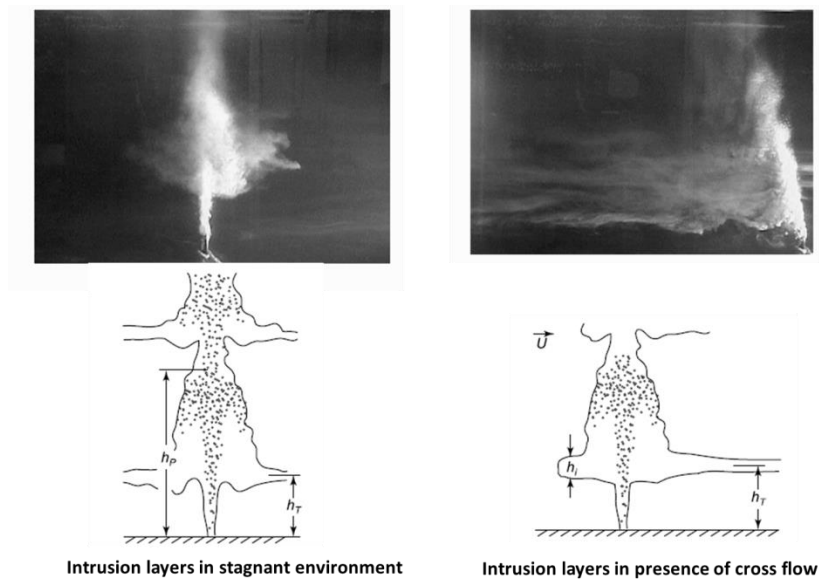 h_P
h_T
Intrusion layers in stagnant environment
U
h_i
h_T
Intrusion layers in presence of cross flow